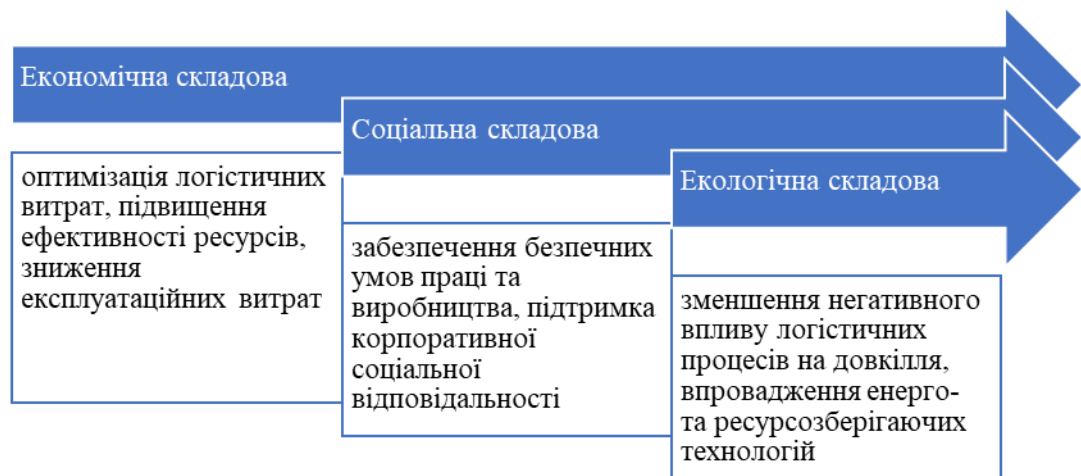 Економічна складова
оптимізація логістичних
витрат, підвищення
ефективності ресурсів,
зниження
експлуатаційних витрат
Соціальна складова
забезпечення безпечних
умов праці та
виробництва, підтримка
корпоративної
соціальної
відповідальності
Екологічна складова
зменшення негативного
впливу логістичних
процесів на довкілля,
впровадження енерго-
та ресурсозберігаючих
технологій